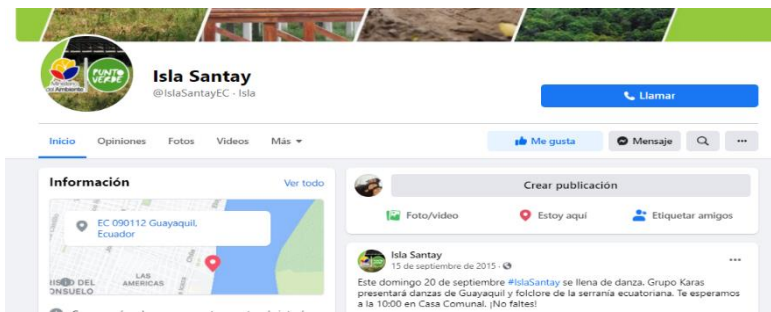 PUNTO
VERDE
Isla Santay
@IslaSantayEC · Isla
Llamar
Inicio Opiniones Fotos Videos Más
Me gusta Mensaje
Información Ver todo
EC 090112 Guayaquil,
Ecuador
LAS
AMERICAS
Crear publicación
Foto/video Estoy aquí Etiquetar amigos
Isla Santay
15 de septiembre de 2015 ·
Este domingo 20 de septiembre #IslaSantay se llena de danza. Grupo Karas
presentará danzas de Guayaquil y folclore de la serranía ecuatoriana. Te esperamos
a la 10:00 en Casa Comunal. ¡No faltes!